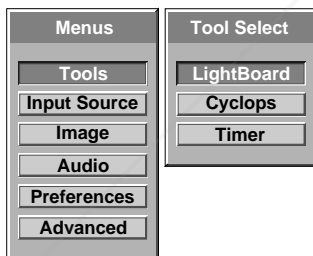 Menus
Tools
Input Source
Image
Audio
Preferences
Advanced
Tool Select
LightBoard
Cyclops
Timer